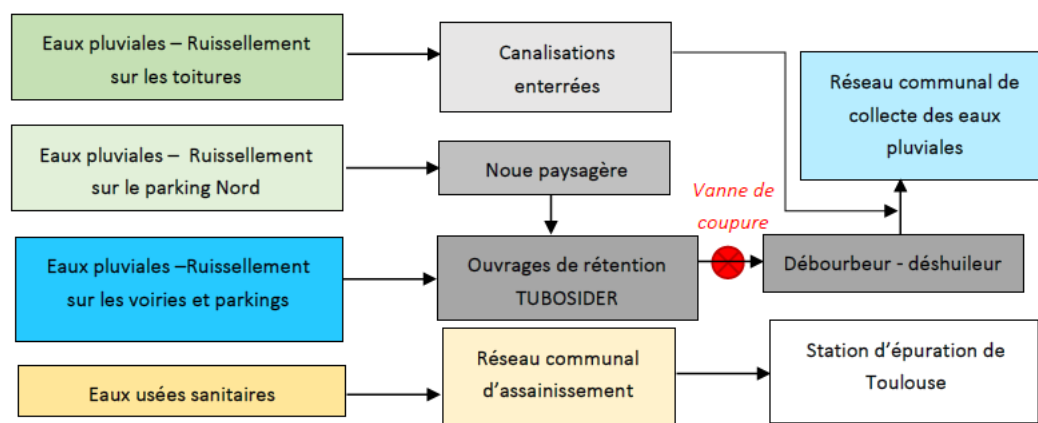 Eaux pluviales – Ruissellement
sur les toitures
Canalisations
enterrées
Réseau communal de
collecte des eaux
pluviales
Eaux pluviales – Ruissellement
sur le parking Nord
Noue paysagère
Vanne de
coupure
Eaux pluviales –Ruissellement
sur les voiries et parkings
Ouvrages de rétention
TUBOSIDER
Débourbeur - déshuileur
Eaux usées sanitaires
Réseau communal
d’assainissement
Station d’épuration de
Toulouse